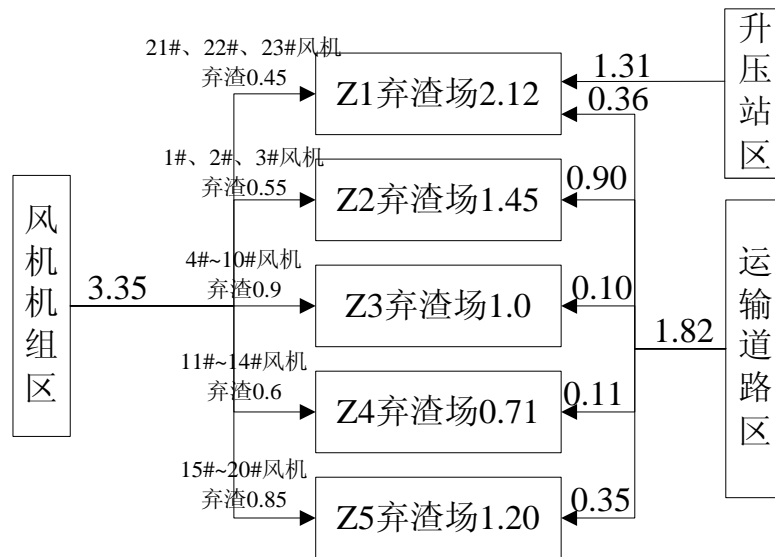 21#、22#、23#风机
弃渣0.45
Z1弃渣场2.12
1.31
0.36
升压站区
1#、2#、3#风机
弃渣0.55
Z2弃渣场1.45
0.90
风机机组区
3.35
4#~10#风机
弃渣0.9
Z3弃渣场1.0
0.10
1.82
运输道路区
11#~14#风机
弃渣0.6
Z4弃渣场0.71
0.11
15#~20#风机
弃渣0.85
Z5弃渣场1.20
0.35